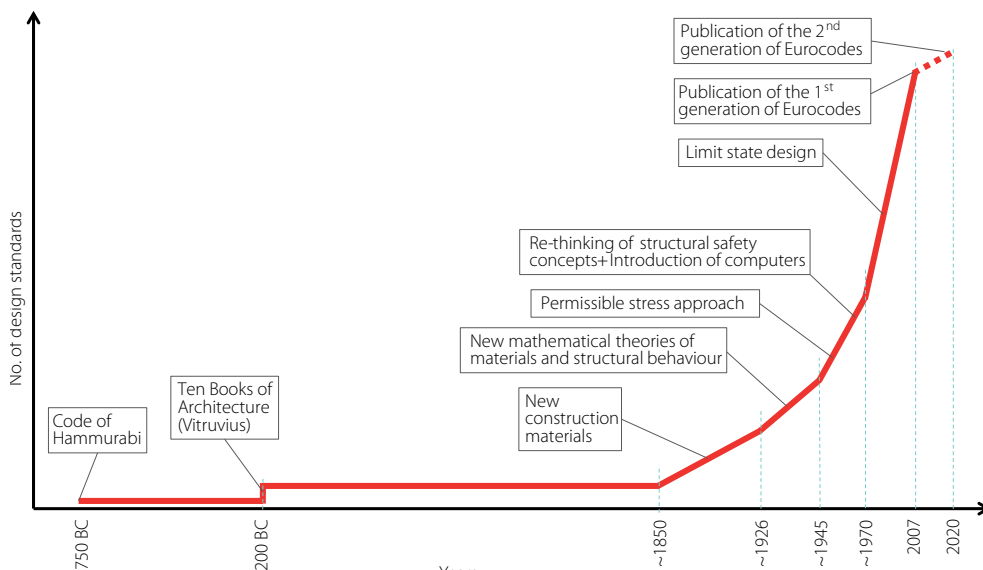 Publication of the 2nd
generation of Eurocodes
Publication of the 1st
generation of Eurocodes
Limit state design
Re-thinking of structural safety
concepts+Introduction of computers
Permissible stress approach
New mathematical theories of
materials and structural behaviour
New
construction
materials
Ten Books of
Architecture
(Vitruvius)
Code of
Hammurabi
No. of design standards
750 BC
200 BC
~1850
~1926
~1945
~1970
2007
2020